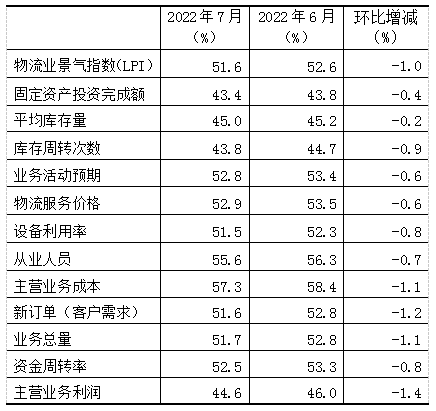 2022年7月 2022年6月 环比增减
(%) (%) (%)
物流业景气指数(LPI) 51.6 52.6 -1.0
固定资产投资完成额 43.4 43.8 -0.4
平均库存量 45.0 45.2 -0.2
库存周转次数 43.8 44.7 -0.9
业务活动预期 52.8 53.4 -0.6
物流服务价格 52.9 53.5 -0.6
设备利用率 51.5 52.3 -0.8
从业人员 55.6 56.3 -0.7
主营业务成本 57.3 58.4 -1.1
新订单（客户需求） 51.6 52.8 -1.2
业务总量 51.7 52.8 -1.1
资金周转率 52.5 53.3 -0.8
主营业务利润 44.6 46.0 -1.4